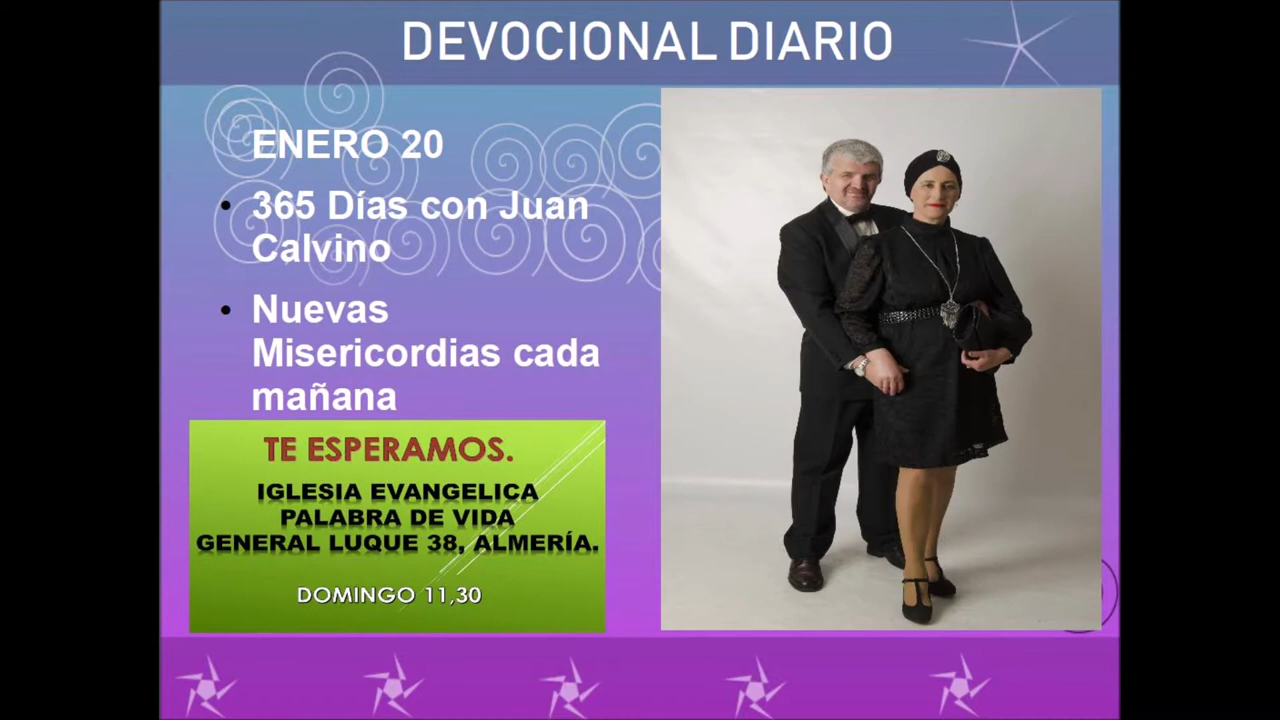 DEVOCIONAL DIARIO
ENERO 20
• 365 Días con Juan
Calvino
• Nuevas
Misericordias cada
mañana
TE ESPERAMOS.
IGLESIA EVANGELICA
PALABRA DE VIDA
GENERAL LUQUE 38, ALMERÍA.
DOMINGO 11,30